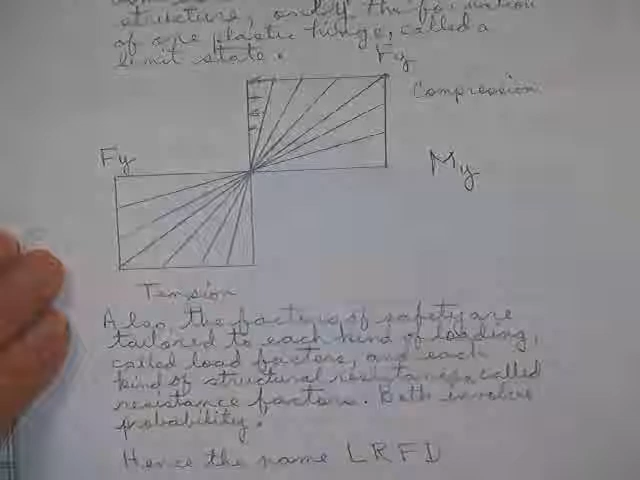 structure, only the formation
of one plastic hinge, called a
limit state.
Fy
Compression
Fy
My
Tension
Also, the factors of safety are
tailored to each kind of loading,
called load factors, and each
kind of structural resistance, called
resistance factors. Both involve
probability.
Hence the name LRFD